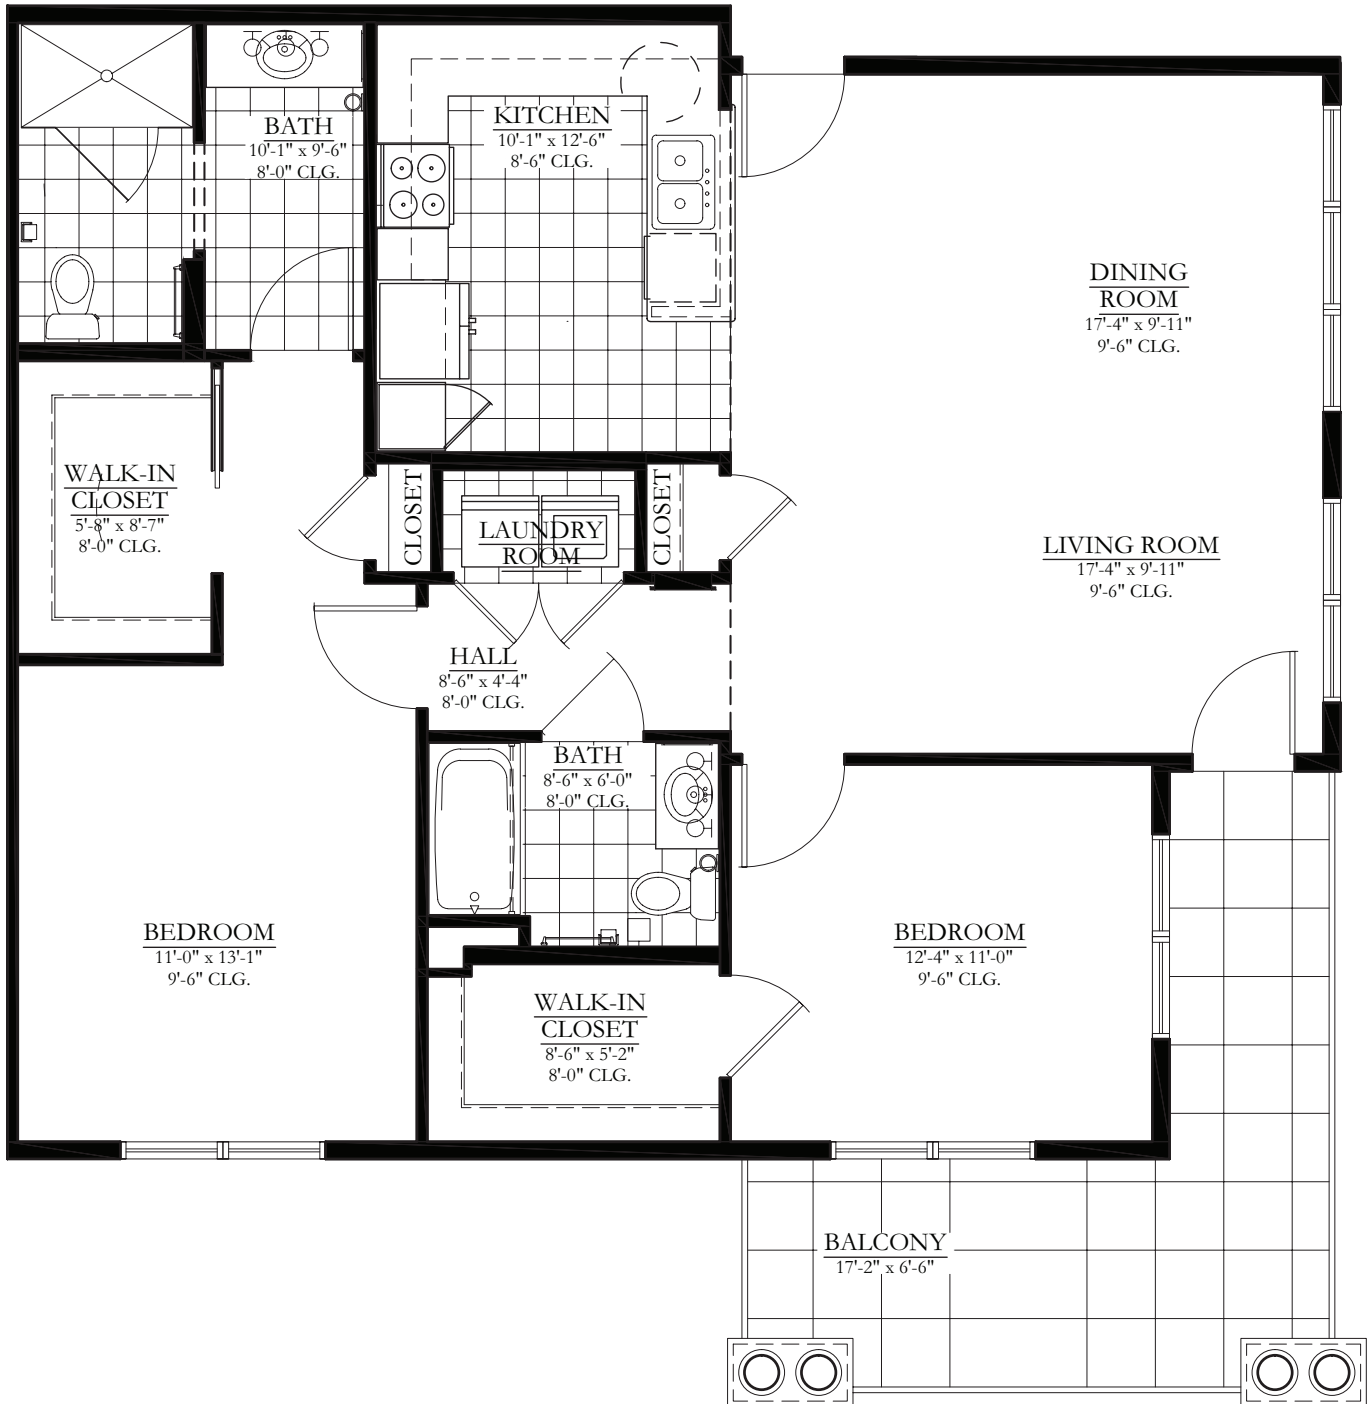 BATH
10'-1" x 9'-6"
8'-0" CLG.
KITCHEN
10'-1" x 12'-6"
8'-6" CLG.
DINING
ROOM
17'-4" x 9'-11"
9'-6" CLG.
WALK-IN
CLOSET
5'-8" x 8'-7"
8'-0" CLG.
CLOSET
LAUNDRY
ROOM
CLOSET
LIVING ROOM
17'-4" x 9'-11"
9'-6" CLG.
HALL
8'-6" x 4'-4"
8'-0" CLG.
BATH
8'-6" x 6'-0"
8'-0" CLG.
BEDROOM
11'-0" x 13'-1"
9'-6" CLG.
BEDROOM
12'-4" x 11'-0"
9'-6" CLG.
WALK-IN
CLOSET
8'-6" x 5'-2"
8'-0" CLG.
BALCONY
17'-2" x 6'-6"